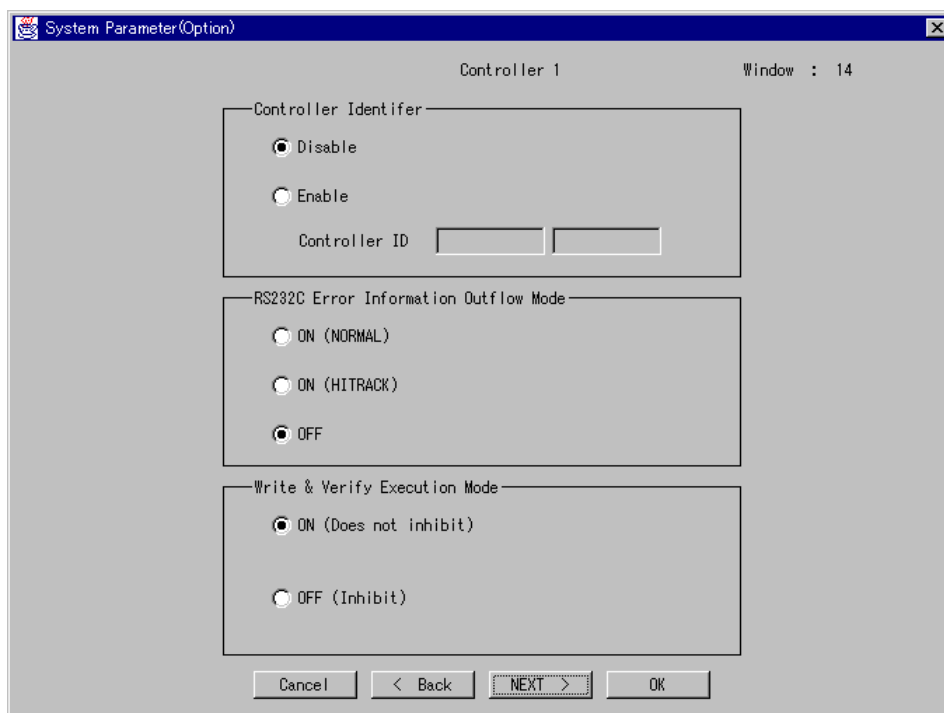 System Parameter(Option)
Controller 1 Window : 14
Controller Identifer
Disable
Enable
Controller ID
RS232C Error Information Outflow Mode
ON (NORMAL)
ON (HITRACK)
OFF
Write & Verify Execution Mode
ON (Does not inhibit)
OFF (Inhibit)
Cancel < Back NEXT > OK